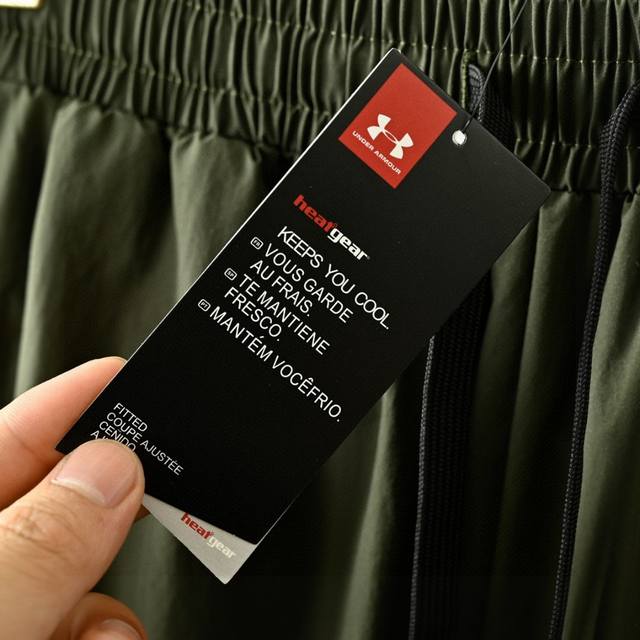 UNDER ARMOUR
heatgear
KEEPS YOU COOL.
VOUS GARDE
AU FRAIS.
TE MANTIENE
FRESCO.
MANTÉM VOCÊFRIO.
FITTED
COUPE AJUSTÉE
CEÑIDO
heatgear